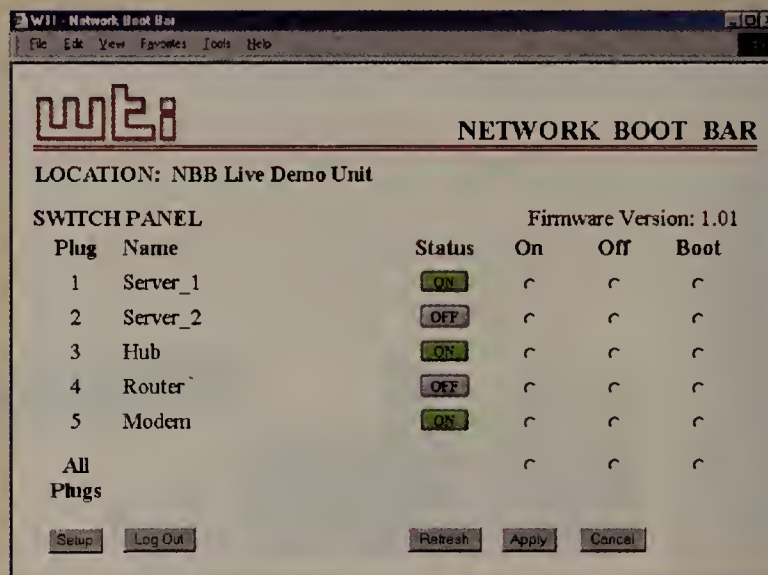 WTI - Network Boot Bar
File Edit View Favorites Tools Help
wti
NETWORK BOOT BAR
LOCATION: NBB Live Demo Unit
SWITCH PANEL Firmware Version: 1.01
Plug Name Status On Off Boot
1 Server_1 ON
2 Server_2 OFF
3 Hub ON
4 Router OFF
5 Modem ON
All
Plugs
Setup Log Out Refresh Apply Cancel